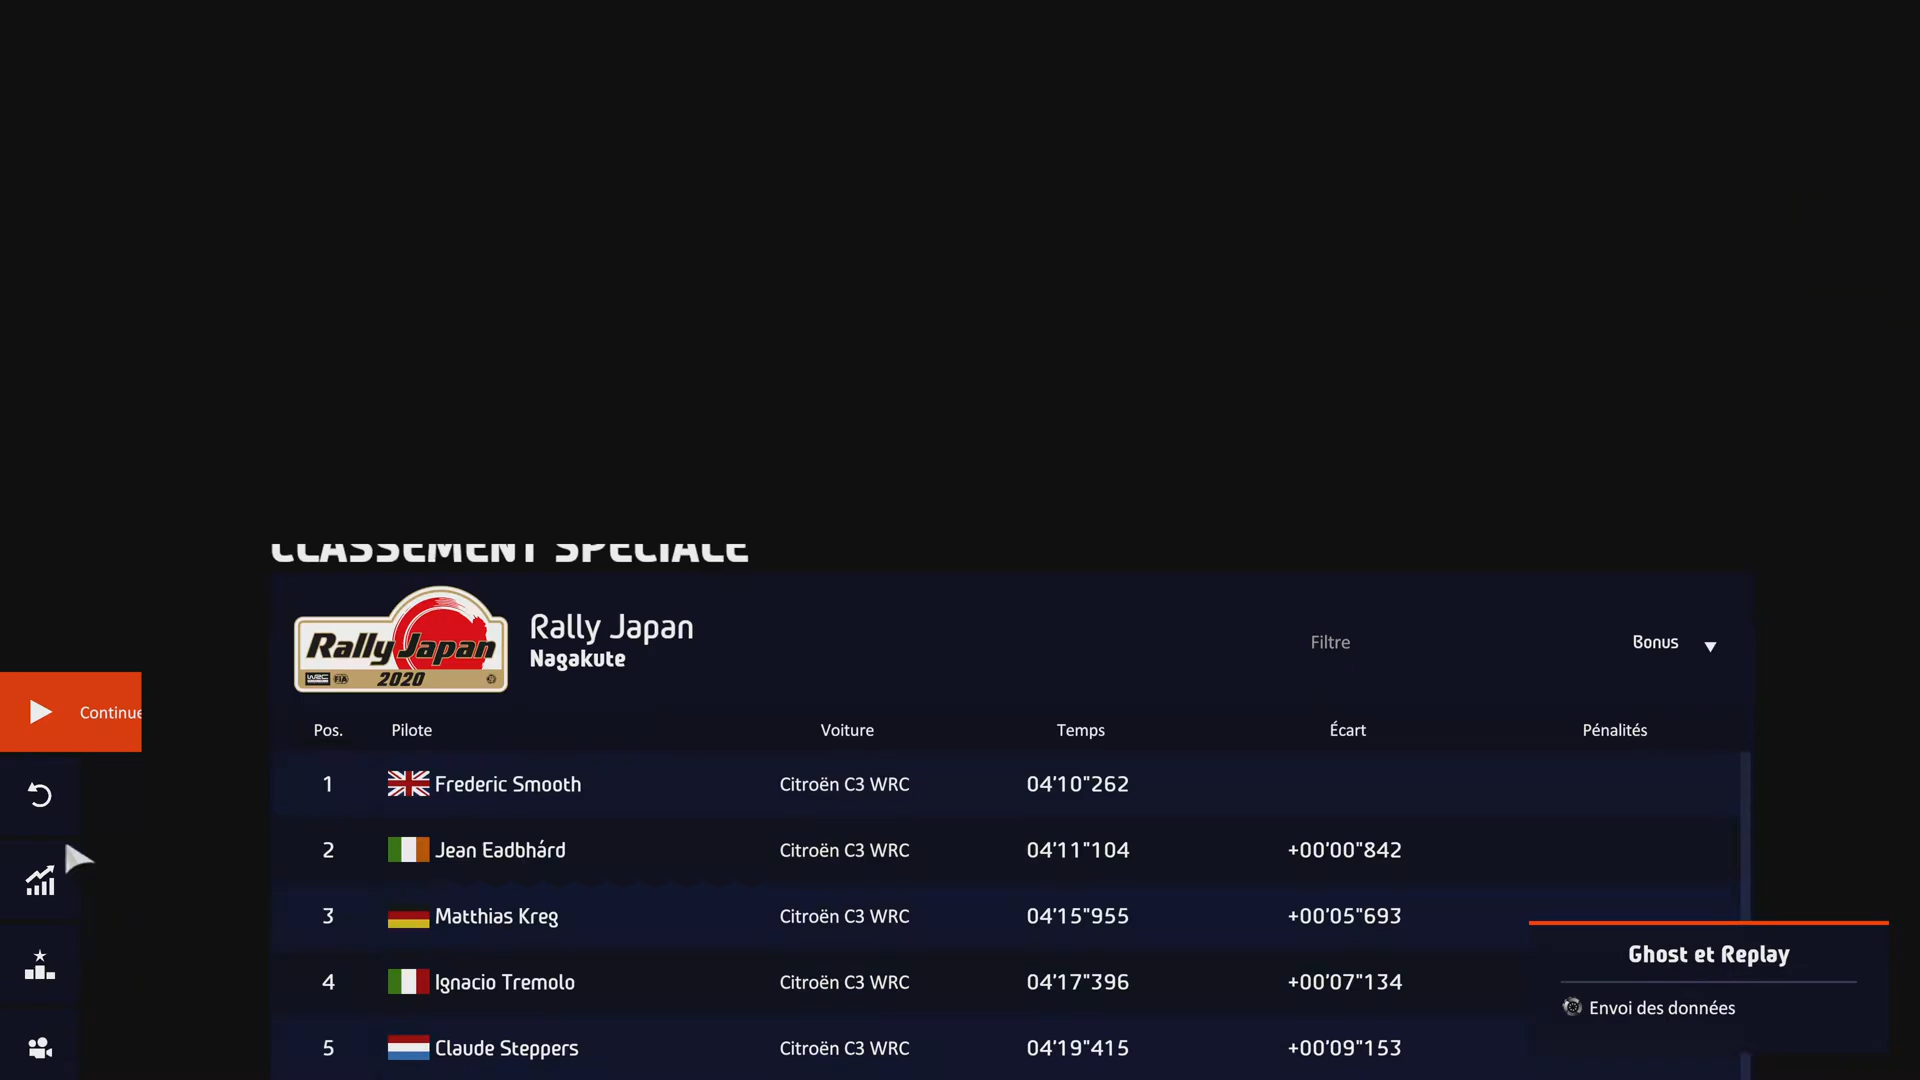 CLASSEMENT SPECIALE
Rally Japan
2020
WRC FIA
Rally Japan
Nagakute
Filtre
Bonus
Continue
Pos. Pilote Voiture Temps Écart Pénalités
1 Frederic Smooth Citroën C3 WRC 04'10"262
2 Jean Eadbhárd Citroën C3 WRC 04'11"104 +00'00"842
3 Matthias Kreg Citroën C3 WRC 04'15"955 +00'05"693
4 Ignacio Tremolo Citroën C3 WRC 04'17"396 +00'07"134
5 Claude Steppers Citroën C3 WRC 04'19"415 +00'09"153
Ghost et Replay
Envoi des données